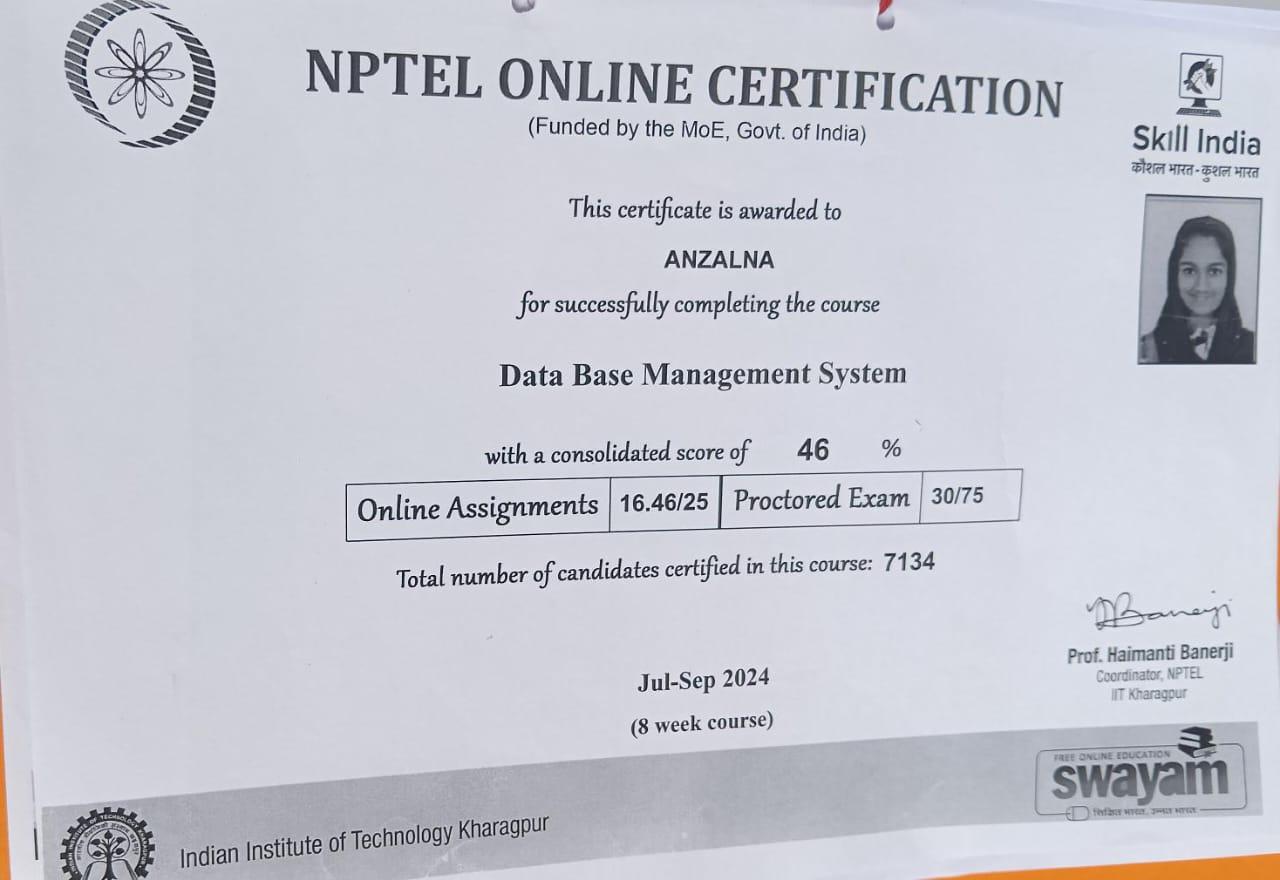 NPTEL ONLINE CERTIFICATION
(Funded by the MoE, Govt. of India)
Skill India
कौशल भारत - कुशल भारत
This certificate is awarded to
ANZALNA
for successfully completing the course
Data Base Management System
with a consolidated score of 46 %
Online Assignments 16.46/25 Proctored Exam 30/75
Total number of candidates certified in this course: 7134
Prof. Haimanti Banerji
Coordinator, NPTEL
IIT Kharagpur
Jul-Sep 2024
(8 week course)
FREE ONLINE EDUCATION
swayam
शिक्षित भारत, उन्नत भारत
Indian Institute of Technology Kharagpur